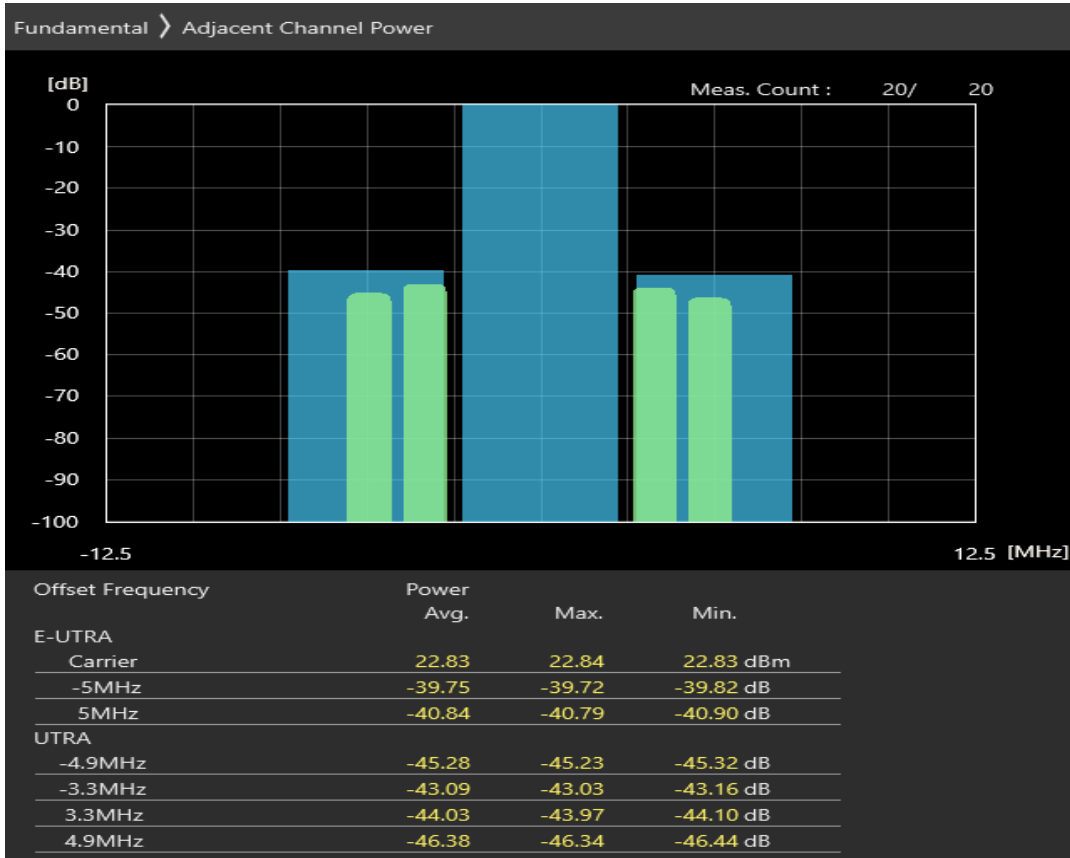 Fundamental 〉 Adjacent Channel Power
[dB]
Meas. Count : 20/ 20
0
-10
-20
-30
-40
-50
-60
-70
-80
-90
-100
-12.5 12.5 [MHz]
Offset Frequency Power
Avg. Max. Min.
E-UTRA
Carrier 22.83 22.84 22.83 dBm
-5MHz -39.75 -39.72 -39.82 dB
5MHz -40.84 -40.79 -40.90 dB
UTRA
-4.9MHz -45.28 -45.23 -45.32 dB
-3.3MHz -43.09 -43.03 -43.16 dB
3.3MHz -44.03 -43.97 -44.10 dB
4.9MHz -46.38 -46.34 -46.44 dB